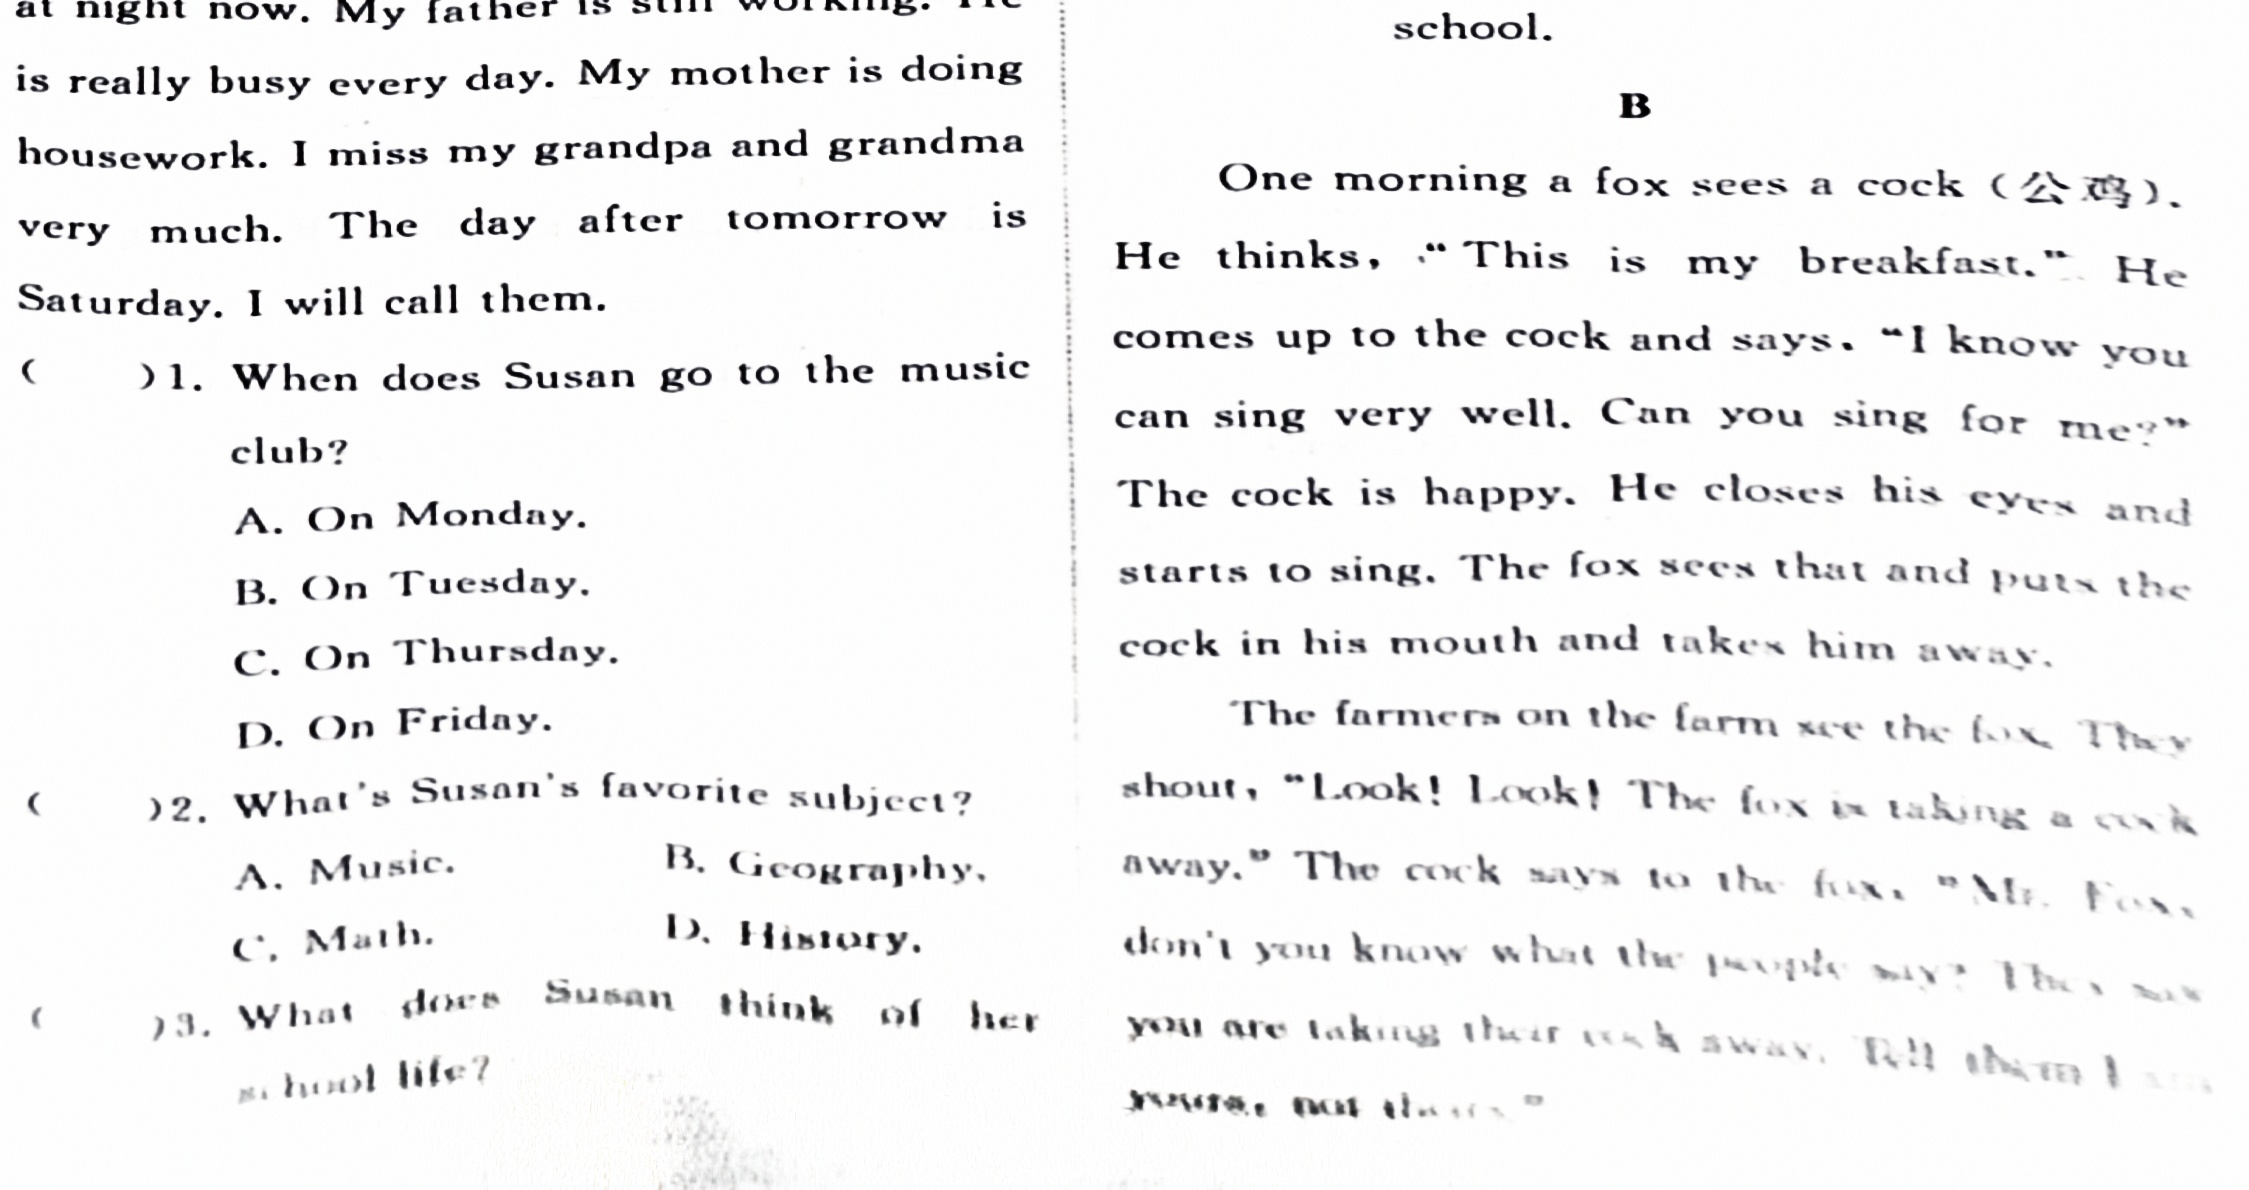 at night now. My father is still working. He
is really busy every day. My mother is doing
housework. I miss my grandpa and grandma
very much. The day after tomorrow is
Saturday. I will call them.
( )1. When does Susan go to the music
club?
A. On Monday.
B. On Tuesday.
C. On Thursday.
D. On Friday.
( )2. What's Susan's favorite subject?
A. Music. B. Geography.
C. Math. D. History.
( )3. What does Susan think of her
school life?
school.
B
One morning a fox sees a cock (公鸡).
He thinks, "This is my breakfast." He
comes up to the cock and says. "I know you
can sing very well. Can you sing for me?"
The cock is happy. He closes his eyes and
starts to sing. The fox sees that and puts the
cock in his mouth and takes him away.
The farmers on the farm see the fox. They
shout, "Look! Look! The fox is taking a cock
away." The cock says to the fox, "Mr. Fox,
don't you know what the people say? They say
you are taking their cock away. Tell them I am
yours, not theirs."